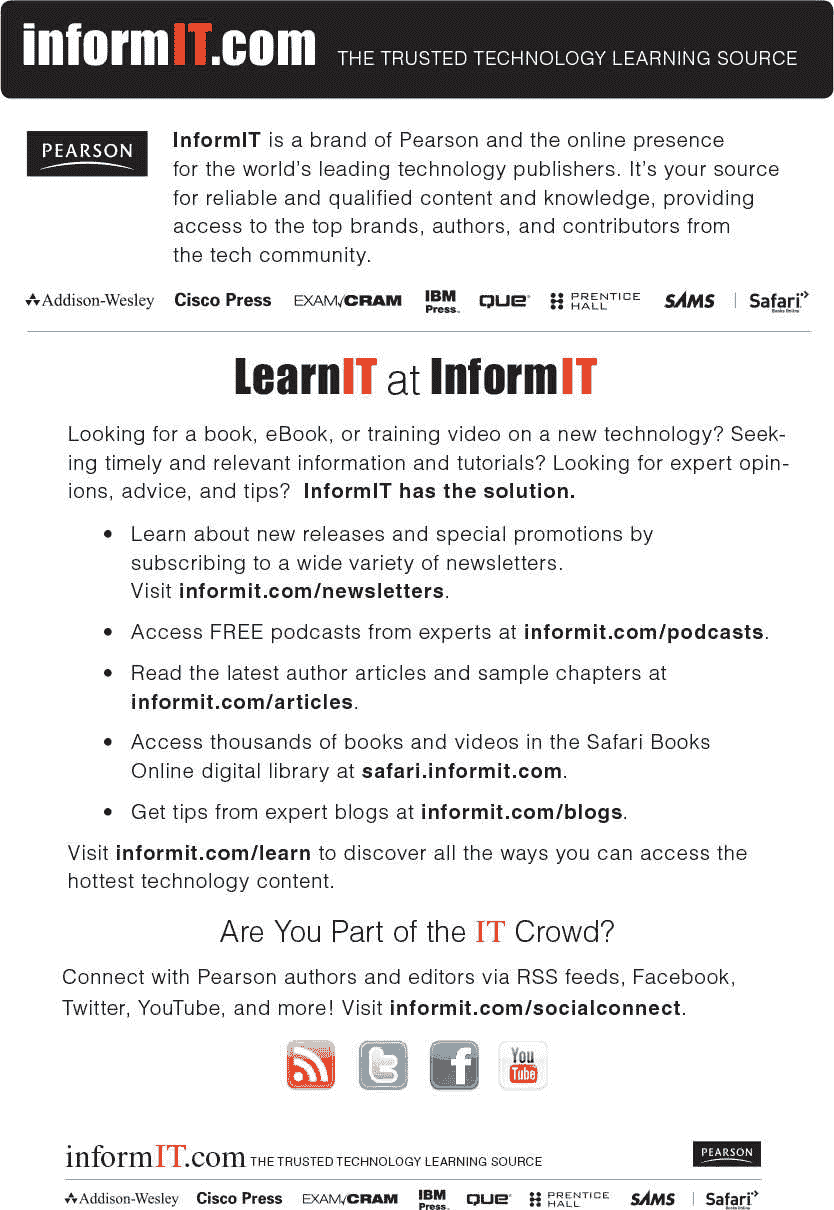 informIT.com THE TRUSTED TECHNOLOGY LEARNING SOURCE
PEARSON
InformIT is a brand of Pearson and the online presence
for the world’s leading technology publishers. It’s your source
for reliable and qualified content and knowledge, providing
access to the top brands, authors, and contributors from
the tech community.
Addison-Wesley Cisco Press EXAM/CRAM IBM Press. QUE® PRENTICE HALL SAMS | Safari Books Online
LearnIT at InformIT
Looking for a book, eBook, or training video on a new technology? Seek-
ing timely and relevant information and tutorials? Looking for expert opin-
ions, advice, and tips? InformIT has the solution.
• Learn about new releases and special promotions by
subscribing to a wide variety of newsletters.
Visit informit.com/newsletters.
• Access FREE podcasts from experts at informit.com/podcasts.
• Read the latest author articles and sample chapters at
informit.com/articles.
• Access thousands of books and videos in the Safari Books
Online digital library at safari.informit.com.
• Get tips from expert blogs at informit.com/blogs.
Visit informit.com/learn to discover all the ways you can access the
hottest technology content.
Are You Part of the IT Crowd?
Connect with Pearson authors and editors via RSS feeds, Facebook,
Twitter, YouTube, and more! Visit informit.com/socialconnect.
You Tube
informIT.com THE TRUSTED TECHNOLOGY LEARNING SOURCE
PEARSON
Addison-Wesley Cisco Press EXAM/CRAM IBM Press. QUE® PRENTICE HALL SAMS | Safari Books Online